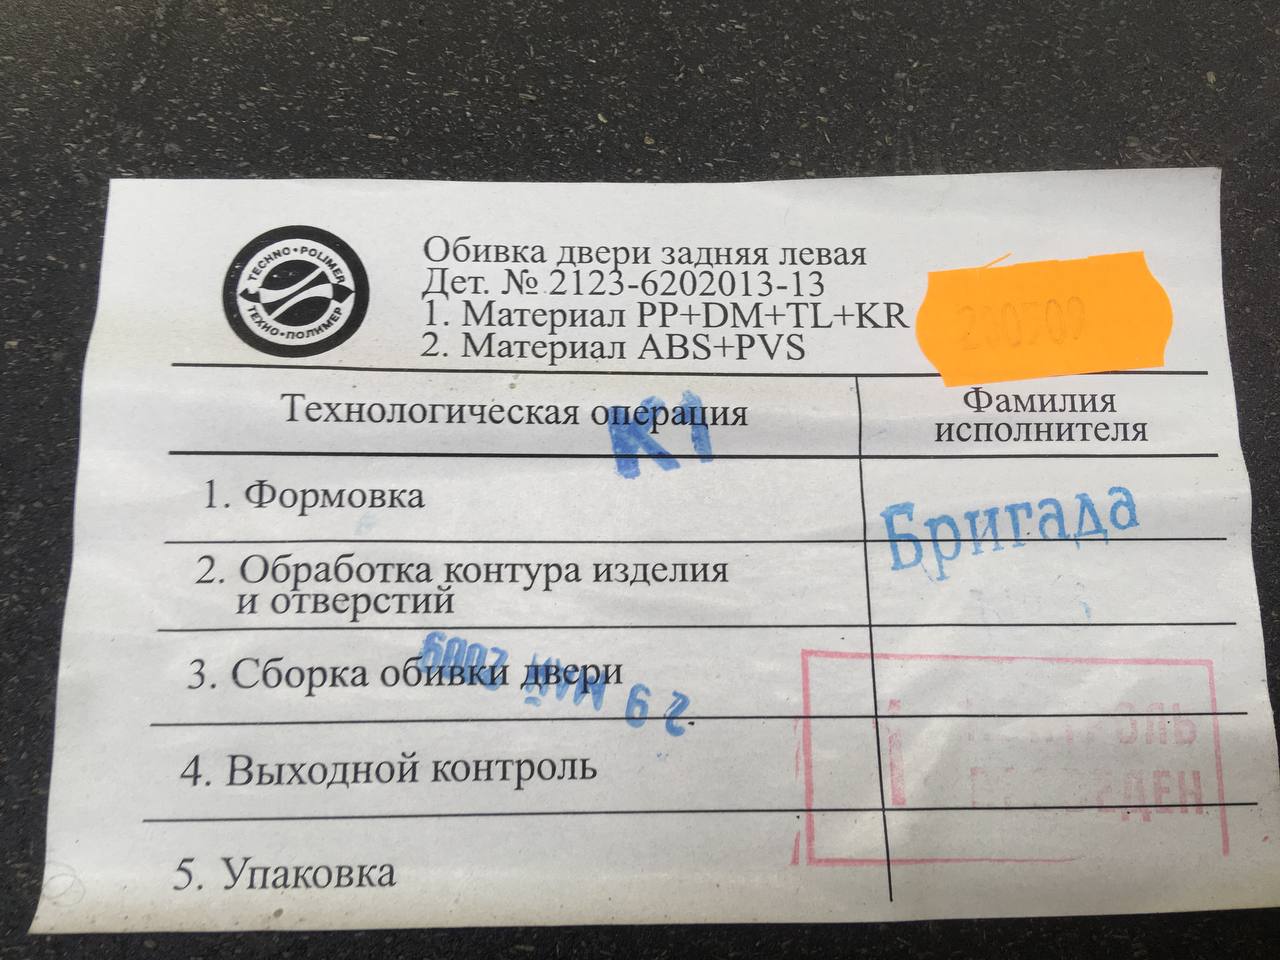 TECHNO•POLIMER
ТЕХНО•ПОЛИМЕР
Обивка двери задняя левая
Дет. № 2123-6202013-13
1. Материал PP+DM+TL+KR
2. Материал ABS+PVS
Технологическая операция
Фамилия
исполнителя
К1
1. Формовка
Бригада
2. Обработка контура изделия
и отверстий
3. Сборка обивки двери
29 МАЙ 2009
4. Выходной контроль
5. Упаковка